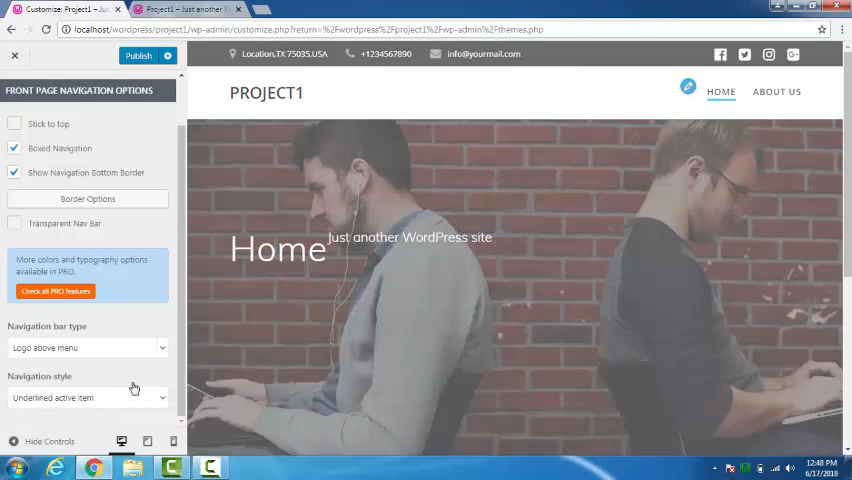 Customize: Project1 – Jus
Project1 – Just another W
localhost/wordpress/project1/wp-admin/customize.php?return=%2Fwordpress%2Fproject1%2Fwp-admin%2Fthemes.php
Publish
Location,TX 75035,USA
+1234567890
info@yourmail.com
FRONT PAGE NAVIGATION OPTIONS
PROJECT1
HOME
ABOUT US
Stick to top
Boxed Navigation
Show Navigation Bottom Border
Border Options
Transparent Nav Bar
More colors and typography options
available in PRO.
Check all PRO features
Home
Just another WordPress site
Navigation bar type
Logo above menu
Navigation style
Underlined active item
Hide Controls
12:48 PM
6/17/2018